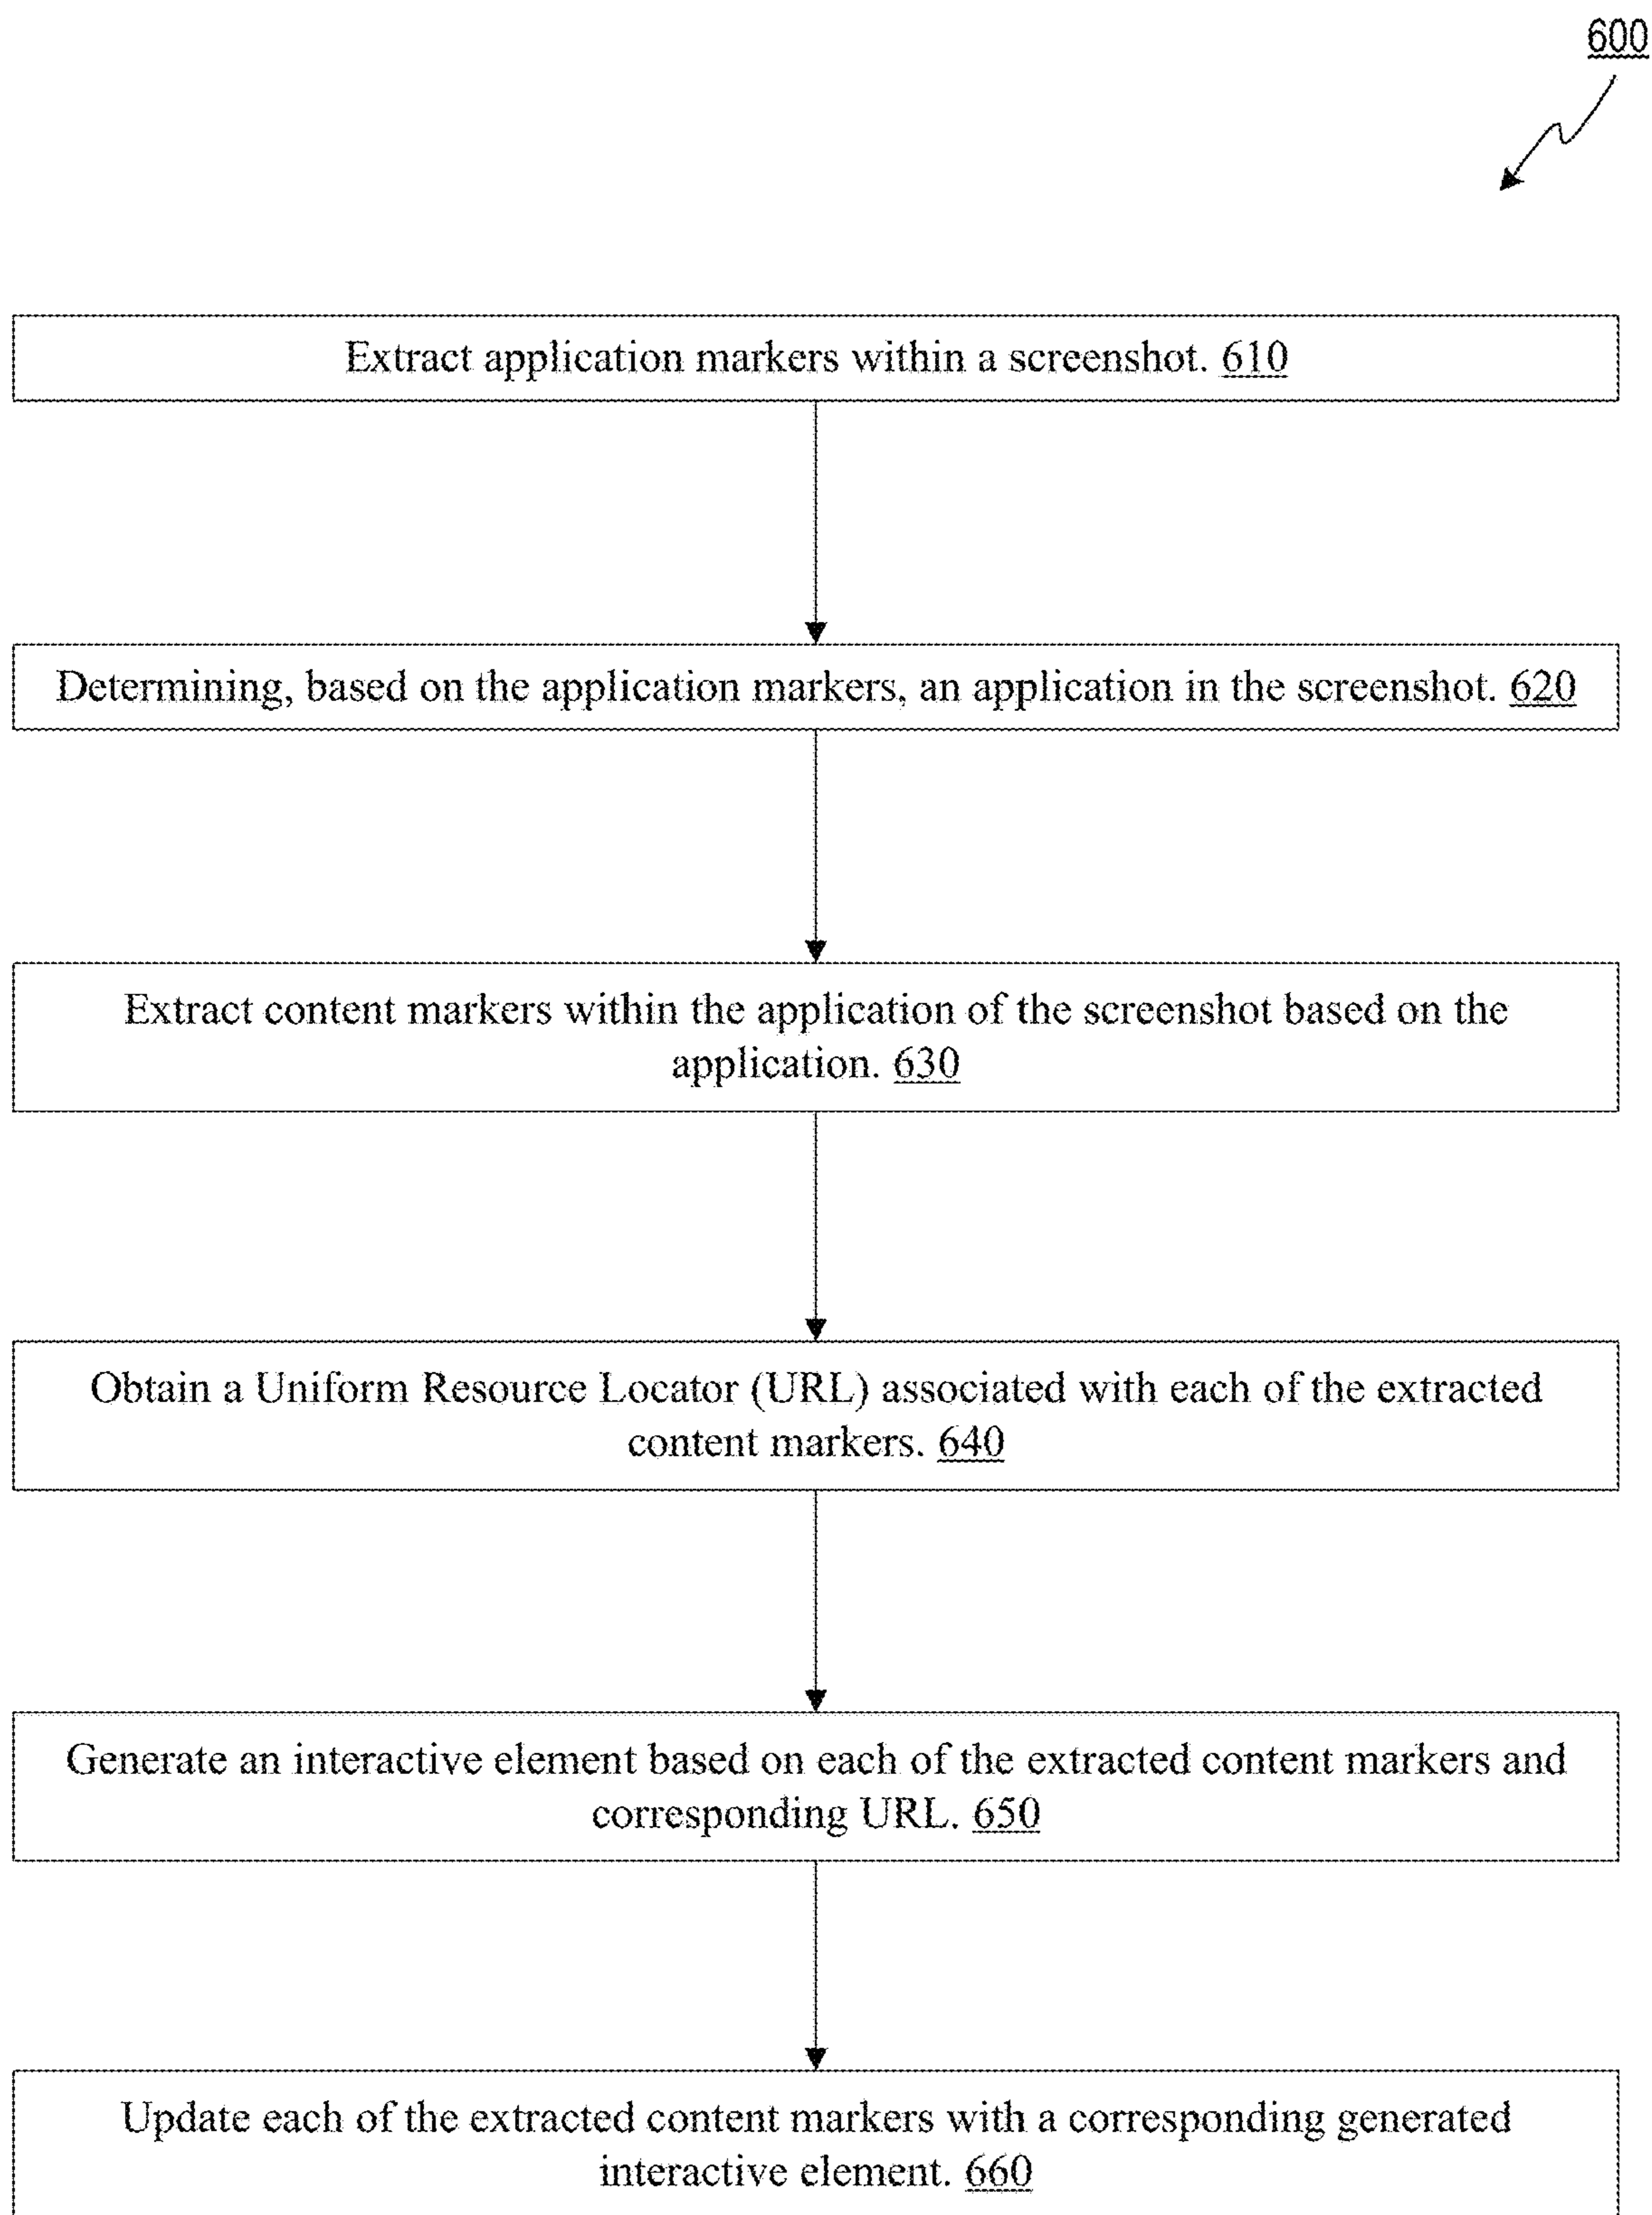 600
Extract application markers within a screenshot. 610
Determining, based on the application markers, an application in the screenshot. 620
Extract content markers within the application of the screenshot based on the
application. 630
Obtain a Uniform Resource Locator (URL) associated with each of the extracted
content markers. 640
Generate an interactive element based on each of the extracted content markers and
corresponding URL. 650
Update each of the extracted content markers with a corresponding generated
interactive element. 660